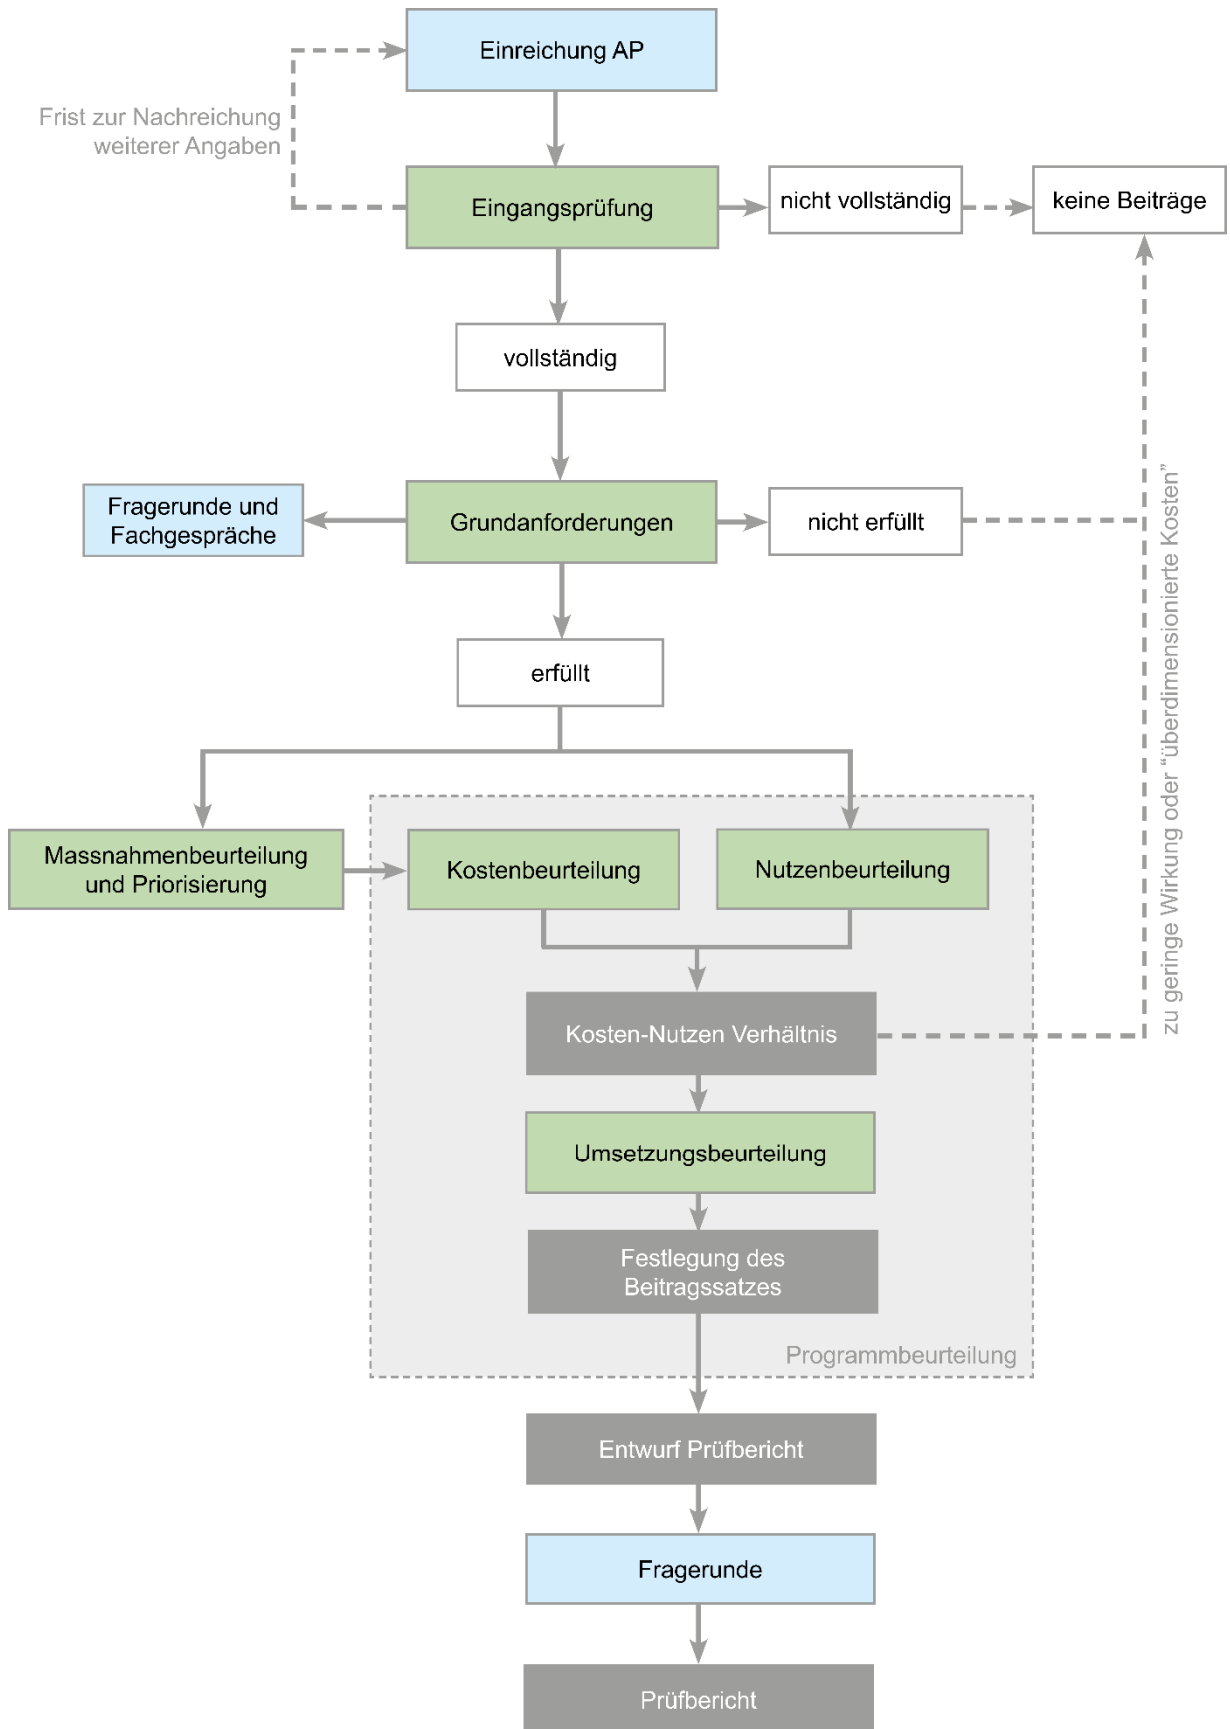 Einreichung AP
Frist zur Nachreichung
weiterer Angaben
Eingangsprüfung
nicht vollständig
keine Beiträge
vollständig
Fragerunde und
Fachgespräche
Grundanforderungen
nicht erfüllt
erfüllt
zu geringe Wirkung oder “überdimensionierte Kosten”
Massnahmenbeurteilung
und Priorisierung
Kostenbeurteilung
Nutzenbeurteilung
Kosten-Nutzen Verhältnis
Umsetzungsbeurteilung
Festlegung des
Beitragssatzes
Programmbeurteilung
Entwurf Prüfbericht
Fragerunde
Prüfbericht